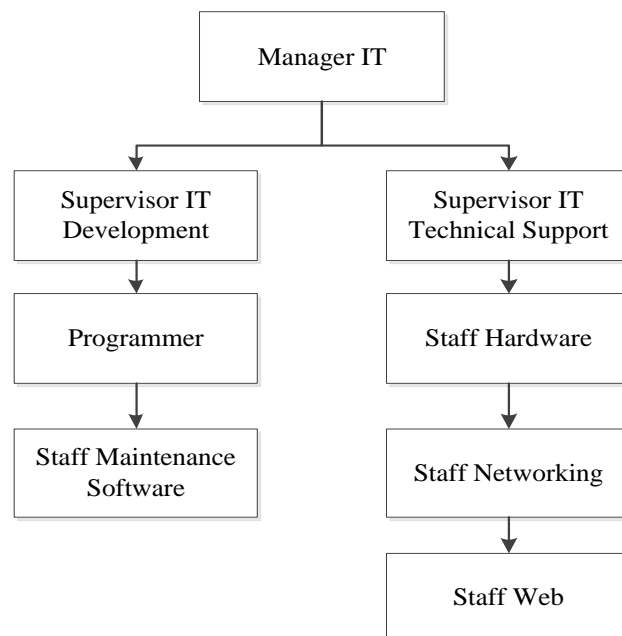 Manager IT
Supervisor IT
Development
Supervisor IT
Technical Support
Programmer
Staff Hardware
Staff Maintenance
Software
Staff Networking
Staff Web